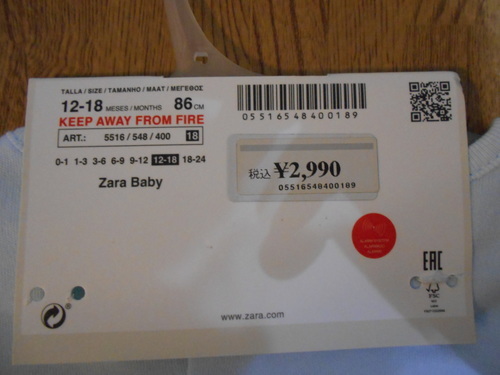 TALLA / SIZE / TAMANHO / MAAT / ΜΕΓΕΘΟΣ
12-18 MESES/MONTHS 86 CM
KEEP AWAY FROM FIRE
ART.: 5516 / 548 / 400 18
0-1 1-3 3-6 6-9 9-12 12-18 18-24
Zara Baby
05516548400189
税込 ¥2,990
05516548400189
EAC
FSC
www.zara.com